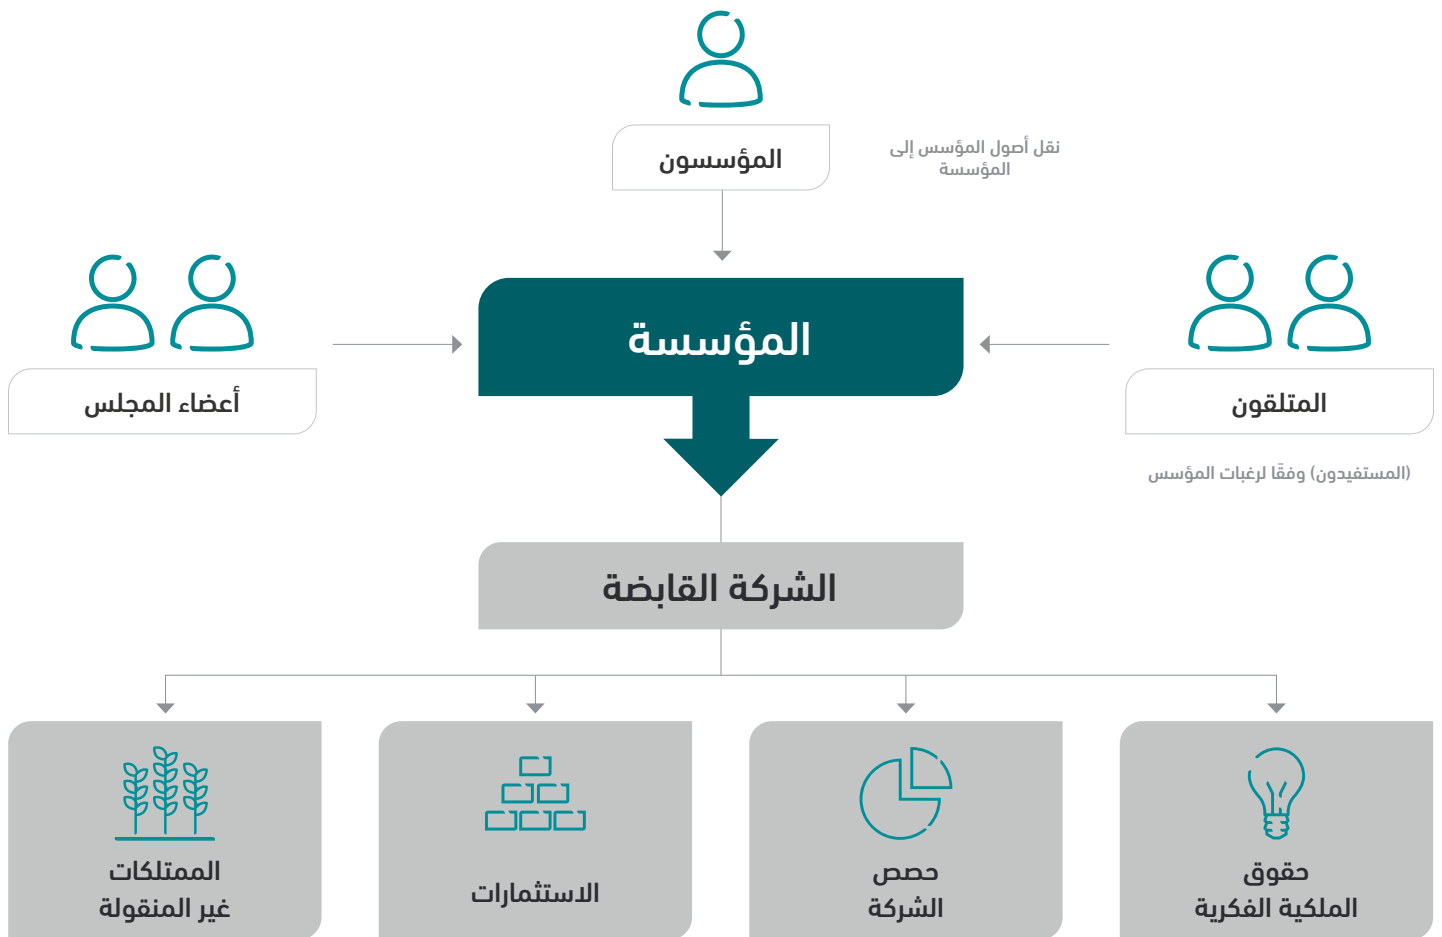 المؤسسون
نقل أصول المؤسس إلى
المؤسسة
المؤسسة
المتلقون
(المستفيدون) وفقًا لرغبات المؤسس
أعضاء المجلس
الشركة القابضة
حقوق
الملكية الفكرية
حصص
الشركة
الاستثمارات
الممتلكات
غير المنقولة